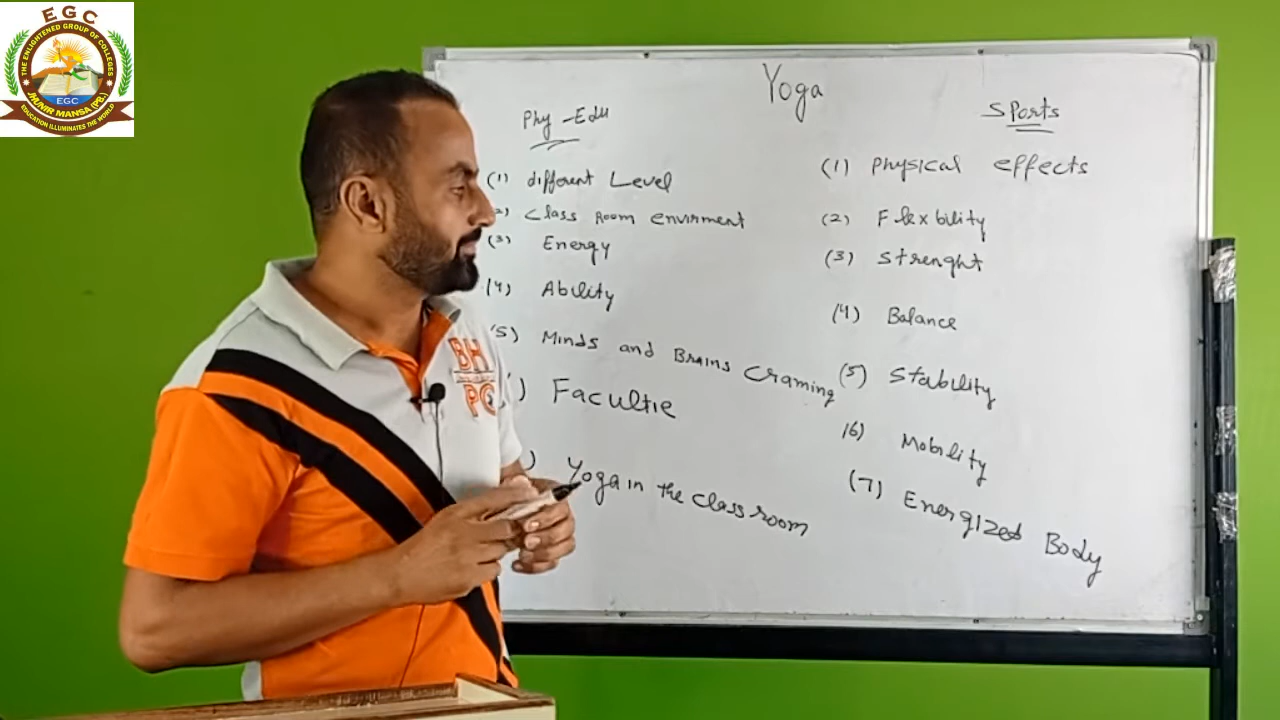 EGC
THE ENLIGHTENED GROUP OF COLLEGES
EGC
JHUNIR MANSA (PB.)
EDUCATION ILLUMINATES THE WORLD
Yoga
Phy-Edu
(1) different Level
2) Class Room envirment
(3) Energy
(4) Ability
(5) Minds and Brains Craming
) Facultie
) Yoga in the class room
Sports
(1) Physical effects
(2) Flexbility
(3) Strenght
(4) Balance
(5) Stability
(6) Mobility
(7) Energized Body
BH
PC